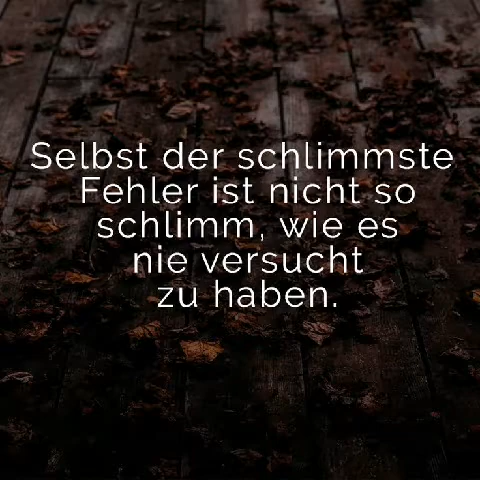 Selbst der schlimmste
Fehler ist nicht so
schlimm, wie es
nie versucht
zu haben.